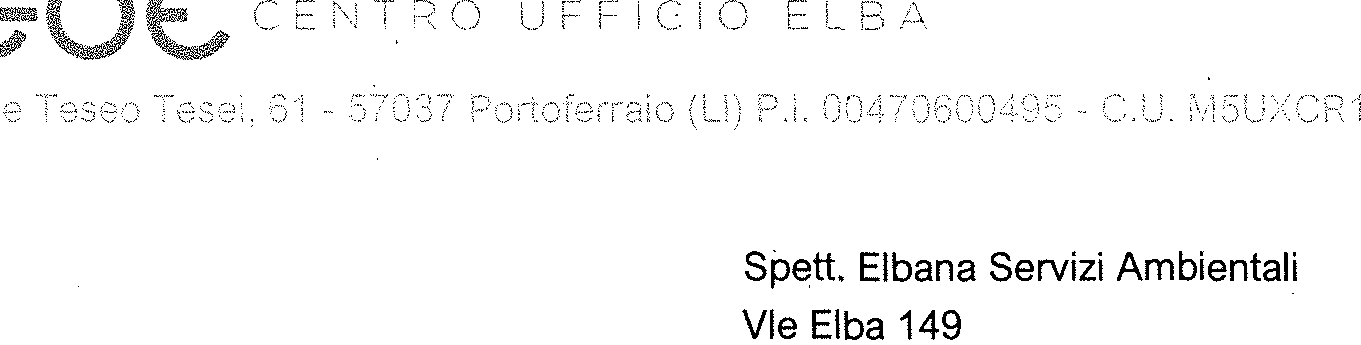 CENTRO UFFICIO ELBA
e Teseo Tesei, 61 - 57037 Portoferraio (LI) P.I. 00470600495 - C.U. M5UXCR1
Spett. Elbana Servizi Ambientali
Vle Elba 149